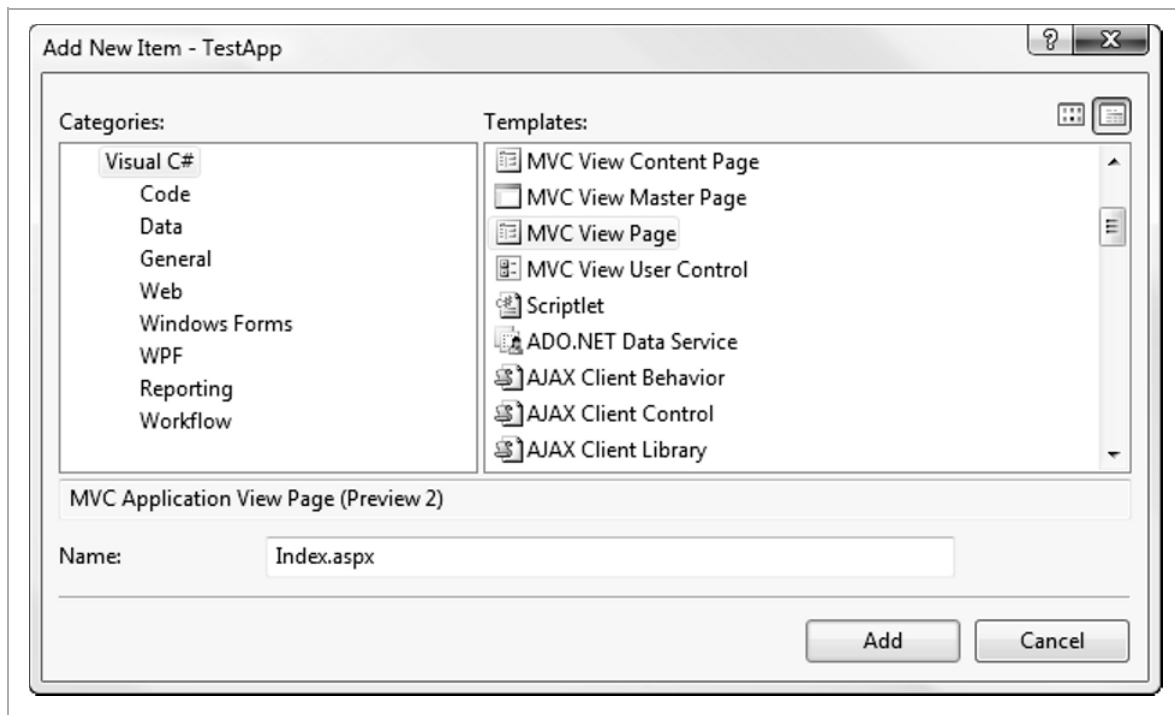 Add New Item - TestApp
?
X
Categories:
Visual C#
Code
Data
General
Web
Windows Forms
WPF
Reporting
Workflow
Templates:
MVC View Content Page
MVC View Master Page
MVC View Page
MVC View User Control
Scriptlet
ADO.NET Data Service
AJAX Client Behavior
AJAX Client Control
AJAX Client Library
MVC Application View Page (Preview 2)
Name: Index.aspx
Add Cancel